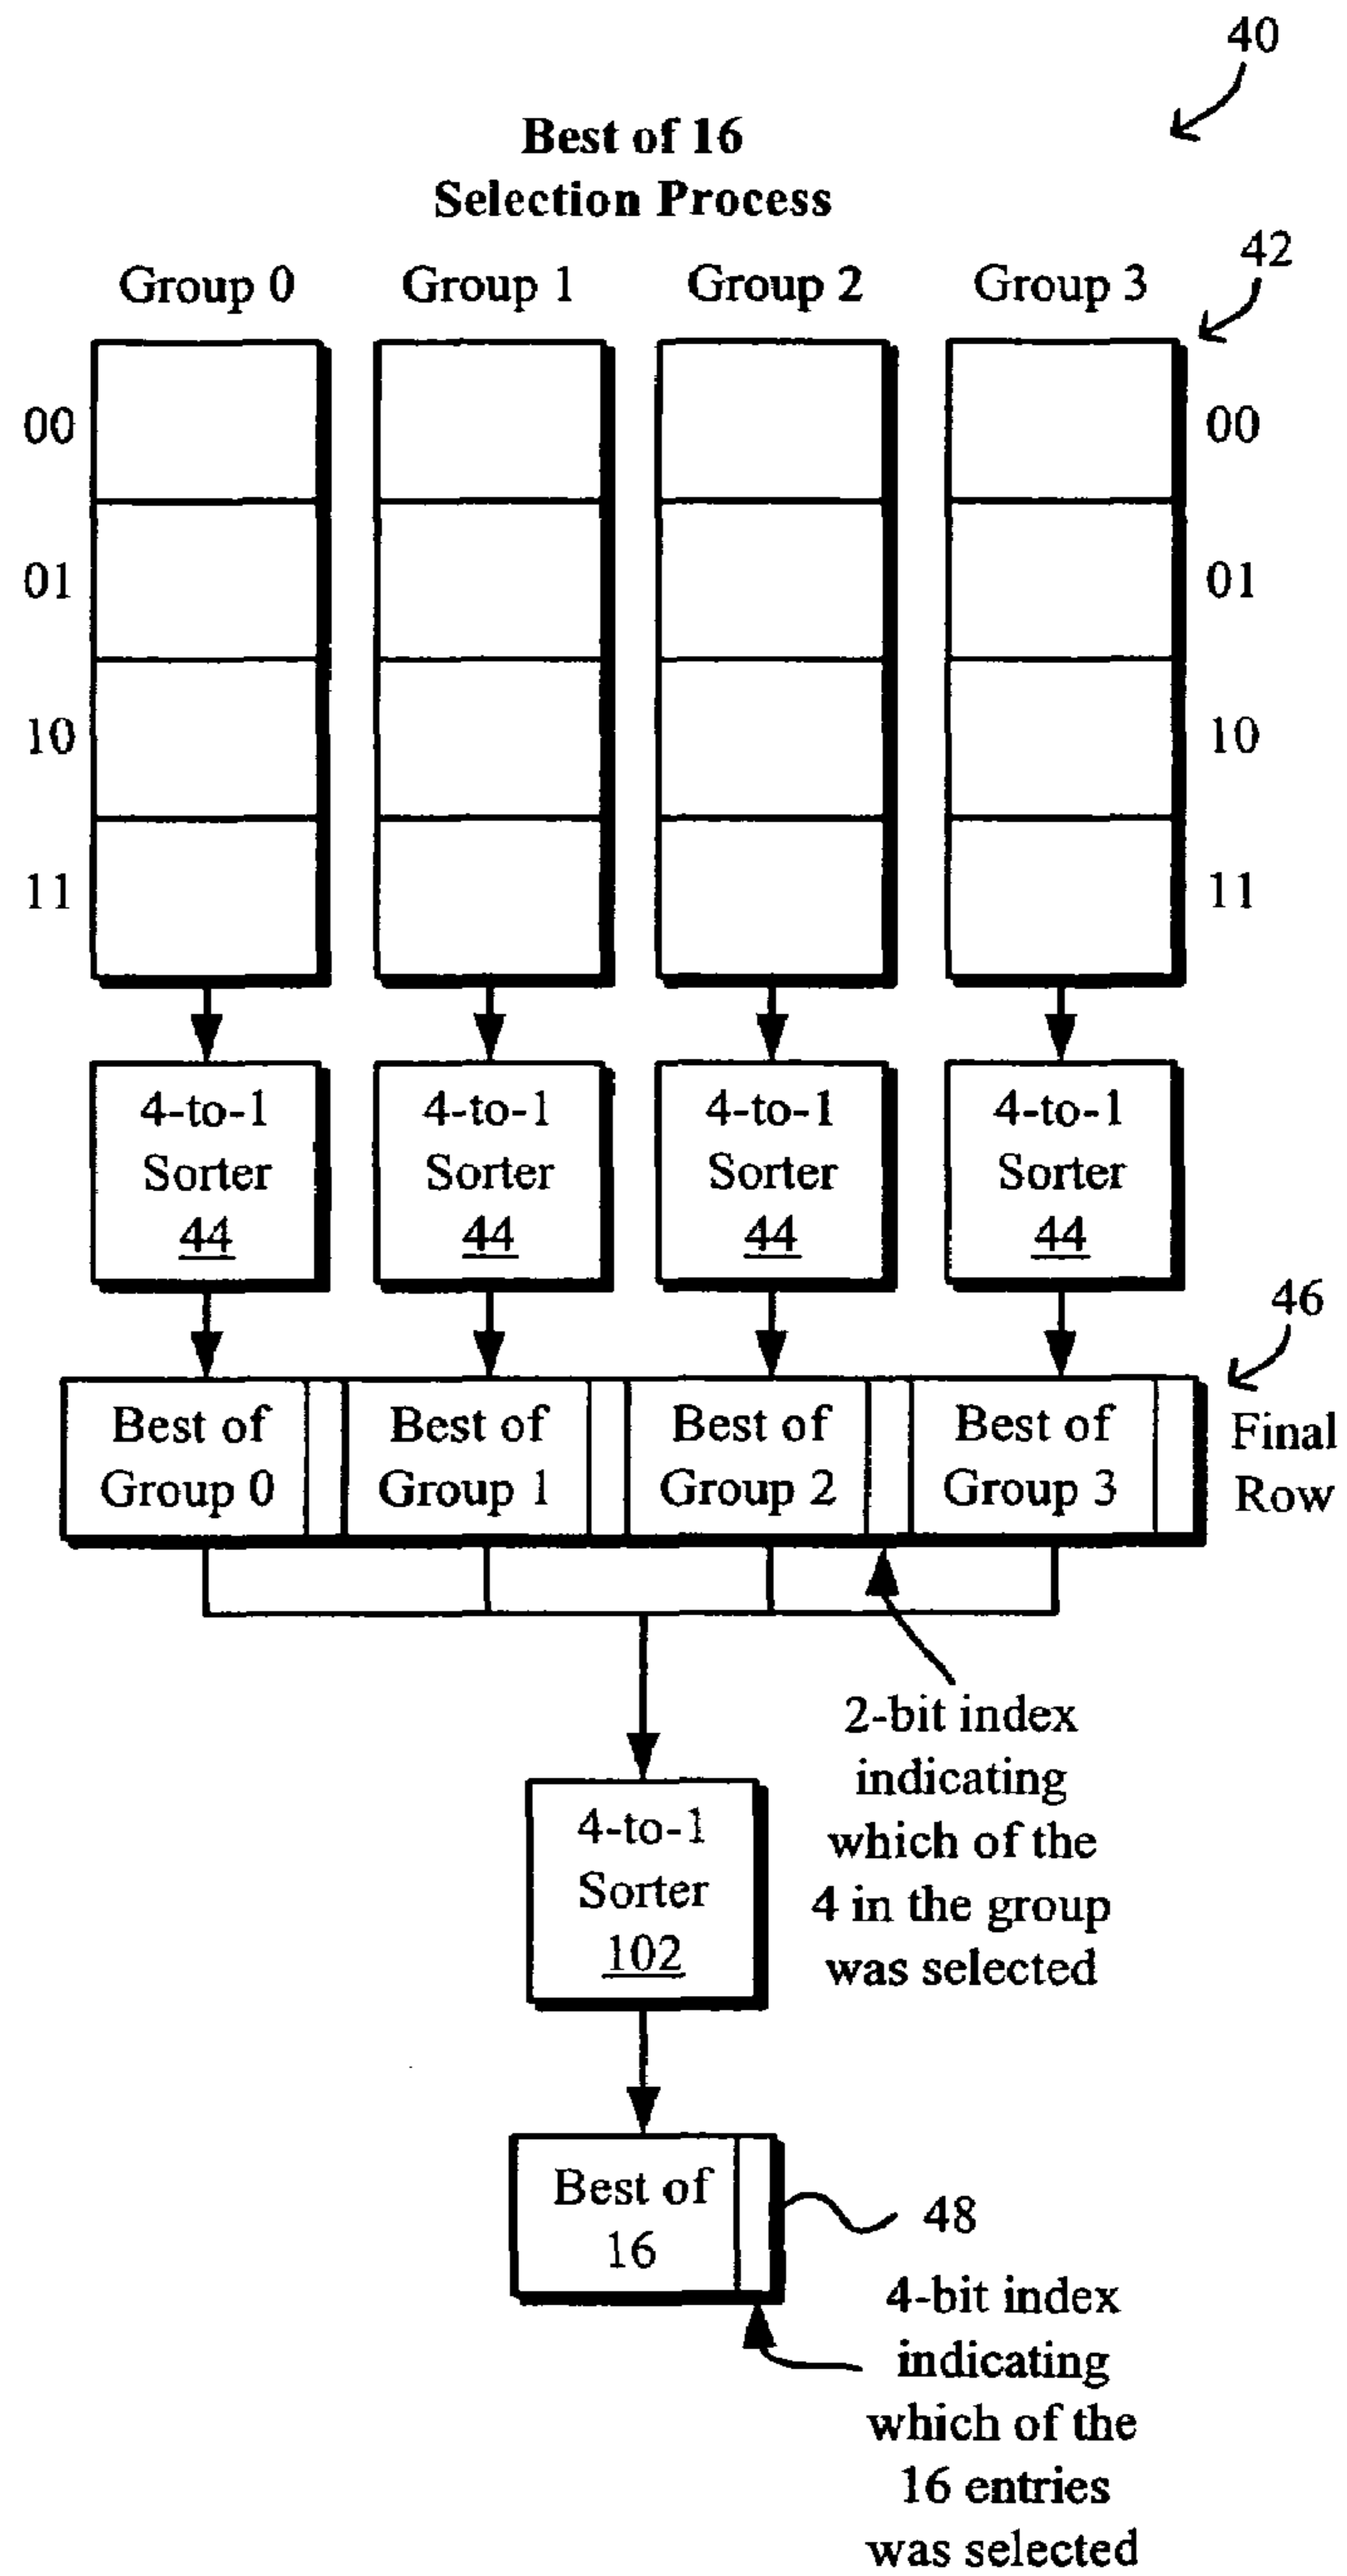 40
Best of 16
Selection Process
42
Group 0 Group 1 Group 2 Group 3
00 00
01 01
10 10
11 11
4-to-1 4-to-1 4-to-1 4-to-1
Sorter Sorter Sorter Sorter
44 44 44 44
46
Best of Best of Best of Best of Final
Group 0 Group 1 Group 2 Group 3 Row
2-bit index
indicating
which of the
4 in the group
was selected
4-to-1
Sorter
102
Best of
16
48
4-bit index
indicating
which of the
16 entries
was selected